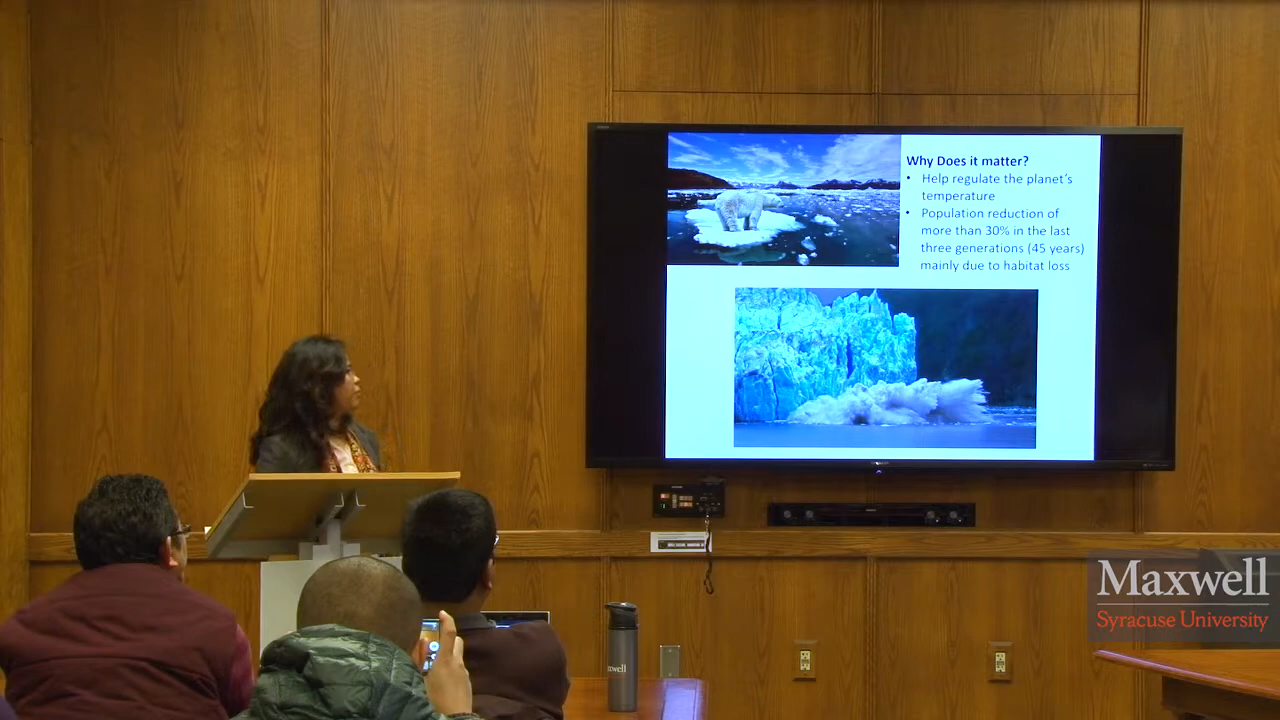 Why Does it matter?
• Help regulate the planet's
temperature
• Population reduction of
more than 30% in the last
three generations (45 years)
mainly due to habitat loss
Maxwell
Syracuse University
xwell